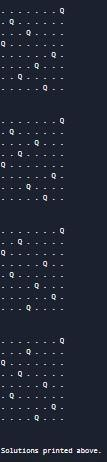 . . . . . . . Q
. Q . . . . . .
. . . Q . . . .
Q . . . . . . .
. . . . . . Q .
. . . . Q . . .
. . Q . . . . .
. . . . . Q . .
. . . . . . . Q
. Q . . . . . .
. . . . Q . . .
. . Q . . . . .
Q . . . . . . .
. . . . . . Q .
. . . Q . . . .
. . . . . Q . .
. . . . . . . Q
. . Q . . . . .
Q . . . . . . .
. . . . . Q . .
. Q . . . . . .
. . . . Q . . .
. . . . . . Q .
. . . Q . . . .
. . . . . . . Q
. . . Q . . . .
Q . . . . . . .
. . Q . . . . .
. . . . . Q . .
. Q . . . . . .
. . . . . . Q .
. . . . Q . . .
Solutions printed above.